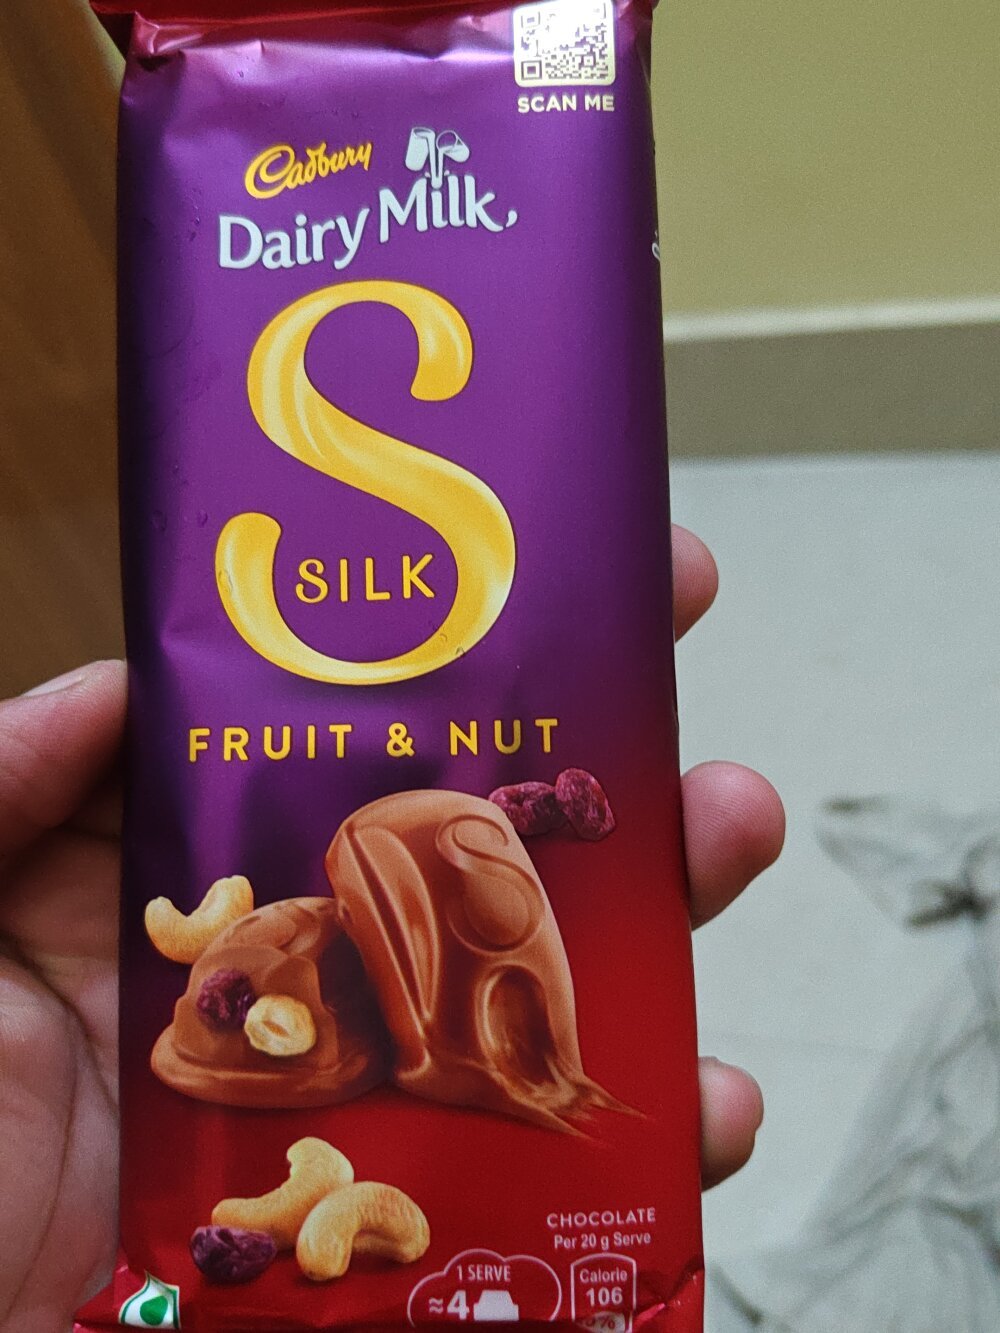 SCAN ME
Cadbury
Dairy Milk
SILK
FRUIT & NUT
CHOCOLATE
Per 20 g Serve
1 SERVE
≈4
Calorie
106